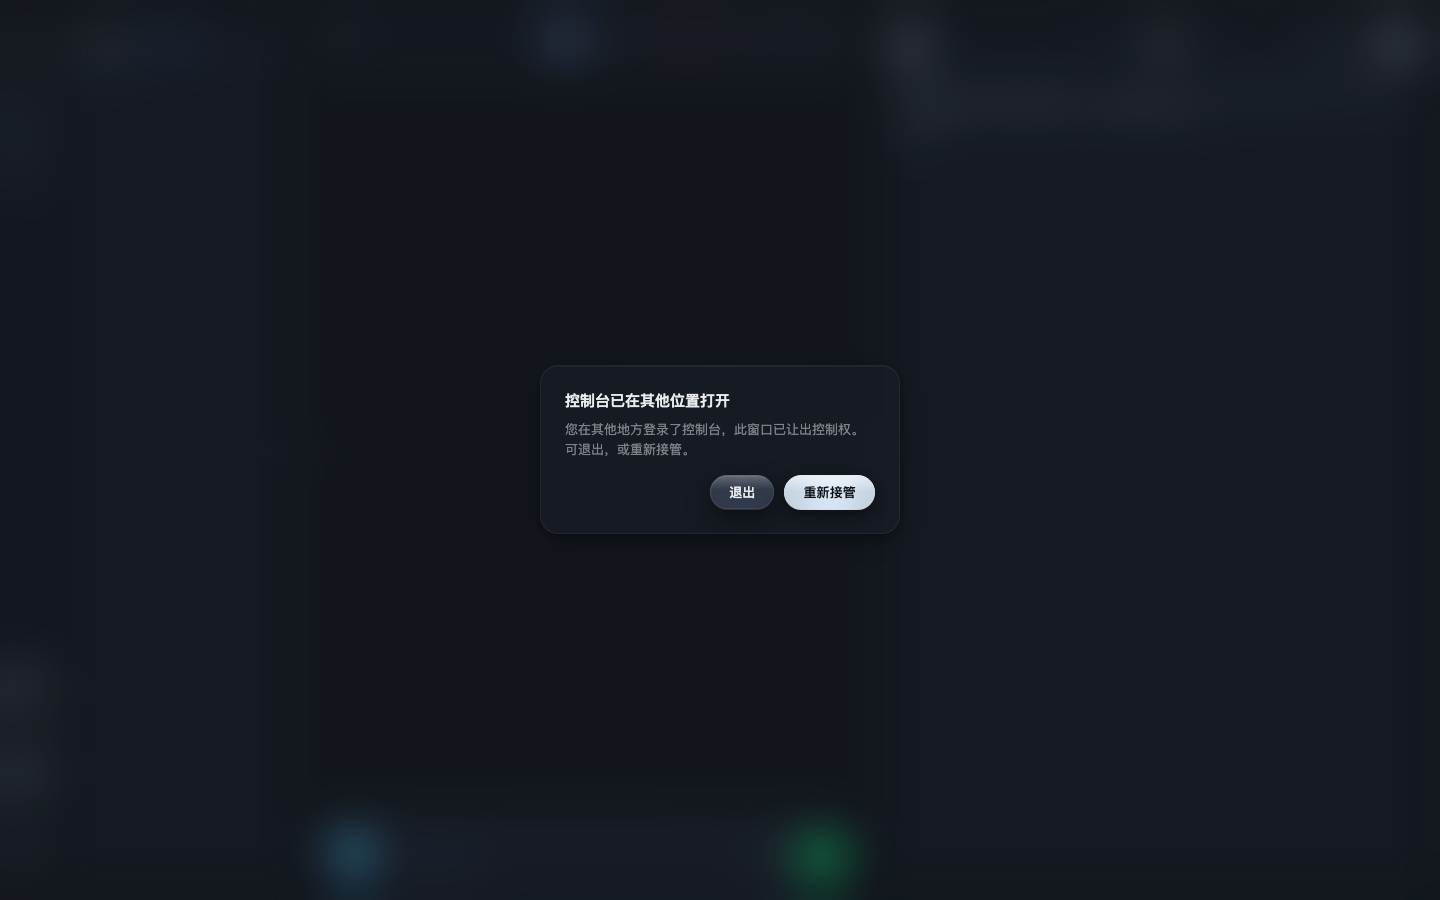 控制台已在其他位置打开
您在其他地方登录了控制台，此窗口已让出控制权。
可退出，或重新接管。
退出
重新接管